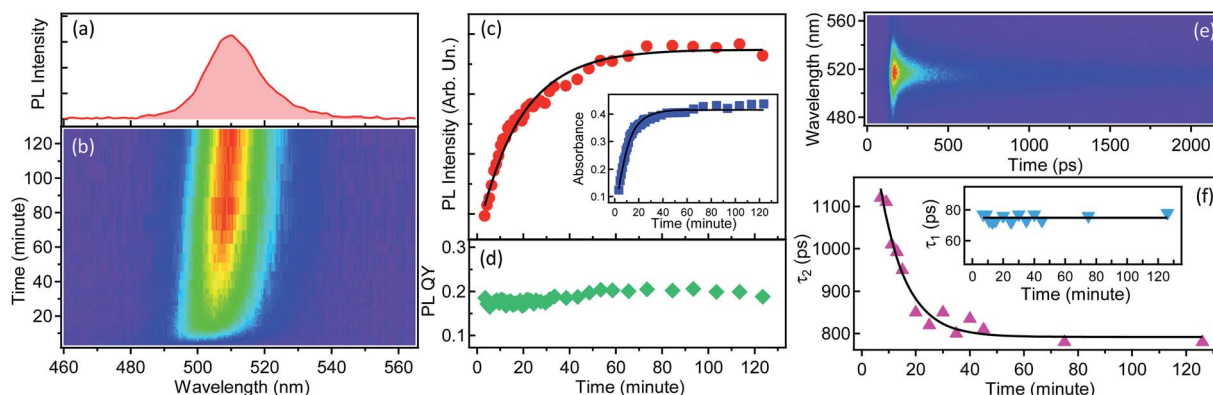 (a)
PL Intensity
(b)
Time (minute)
120
100
80
60
40
20
460 480 500 520 540 560
Wavelength (nm)
(c)
PL Intensity (Arb. Un.)
Absorbance
0.4
0.3
0.2
0.1
0 20 40 60 80 100 120
Time (minute)
(d)
PL QY
0.3
0.2
0.1
0 20 40 60 80 100 120 140
Time (minute)
(e)
Wavelength (nm)
560
520
480
0 500 1000 1500 2000
Time (ps)
(f)
τ2 (ps)
1100
1000
900
800
τ1 (ps)
80
60
0 20 40 60 80 100 120
Time (minute)
0 20 40 60 80 100 120
Time (minute)